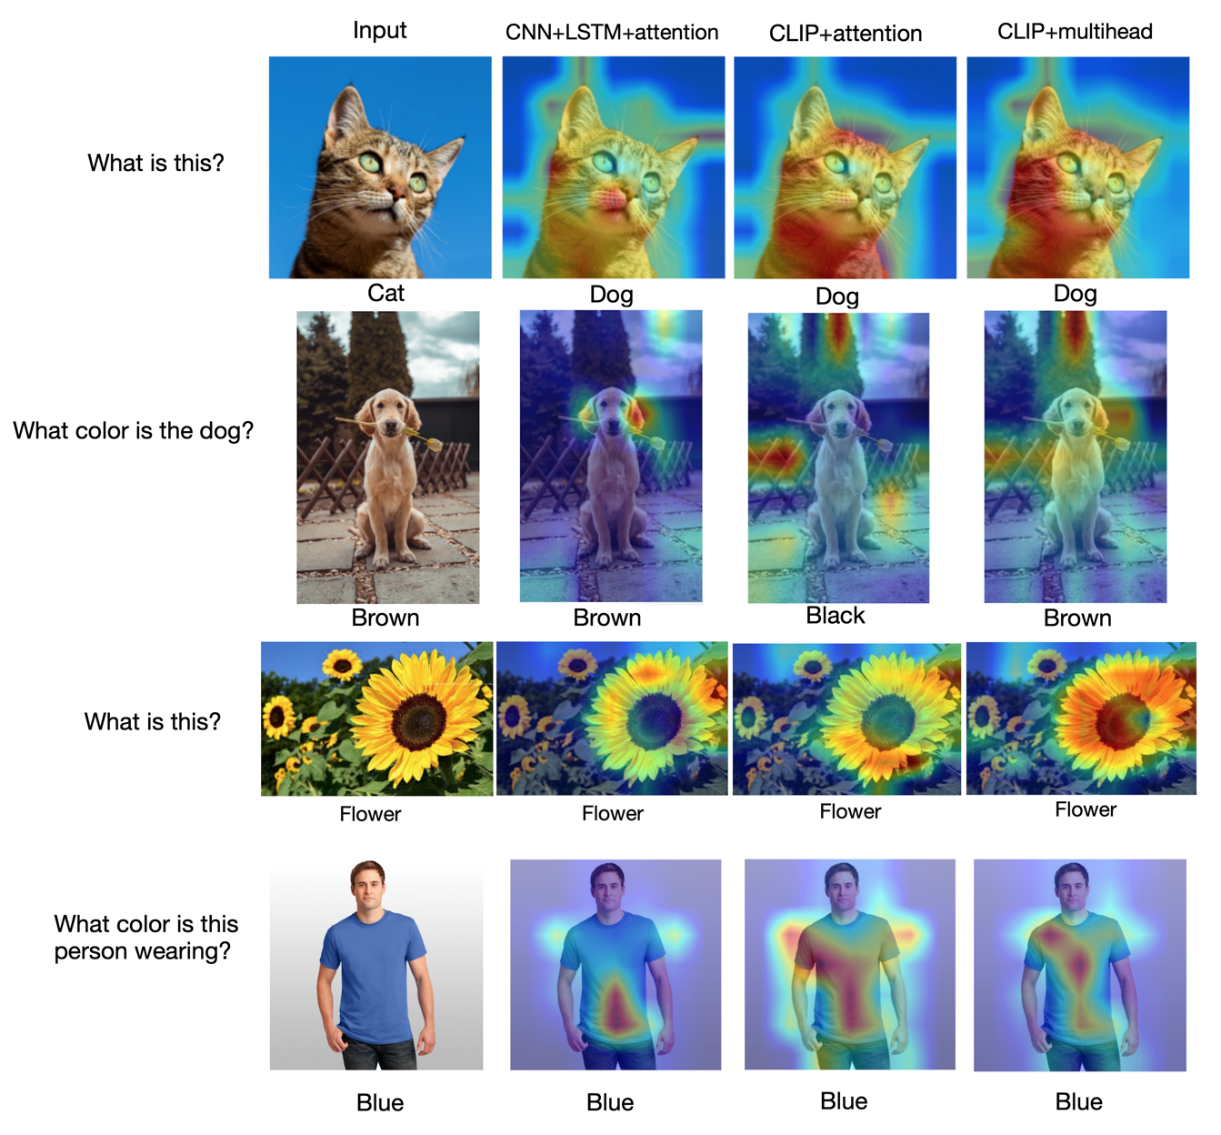 Input
CNN+LSTM+attention
CLIP+attention
CLIP+multihead
What is this?
Cat
Dog
Dog
Dog
What color is the dog?
Brown
Brown
Black
Brown
What is this?
Flower
Flower
Flower
Flower
What color is this
person wearing?
Blue
Blue
Blue
Blue